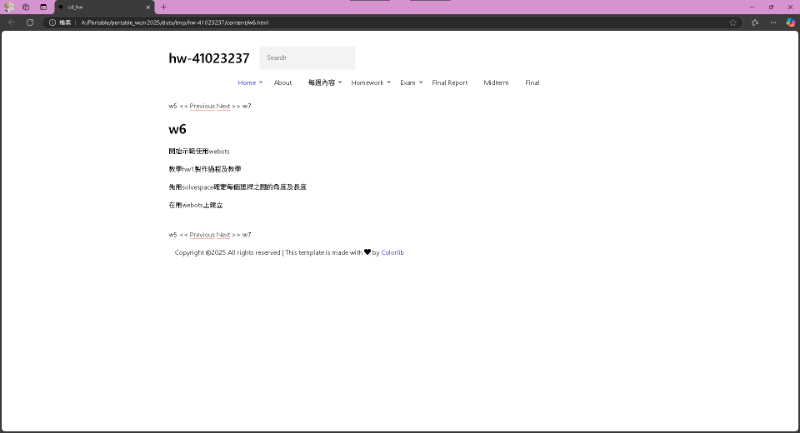 cd_hw
檔案 A:/Portable/portable_wcm2025/data/tmp/hw-41023237/content/w6.html
hw-41023237
Search
Home About 每週內容 Homework Exam Final Report Midterm Final
w5 << Previous Next >> w7
w6
開始示範使用webots
教學hw1製作過程及教學
先用solvespace確定每個連桿之間的角度及長度
在用webots上建立
w5 << Previous Next >> w7
Copyright ©2025 All rights reserved | This template is made with by Colorlib